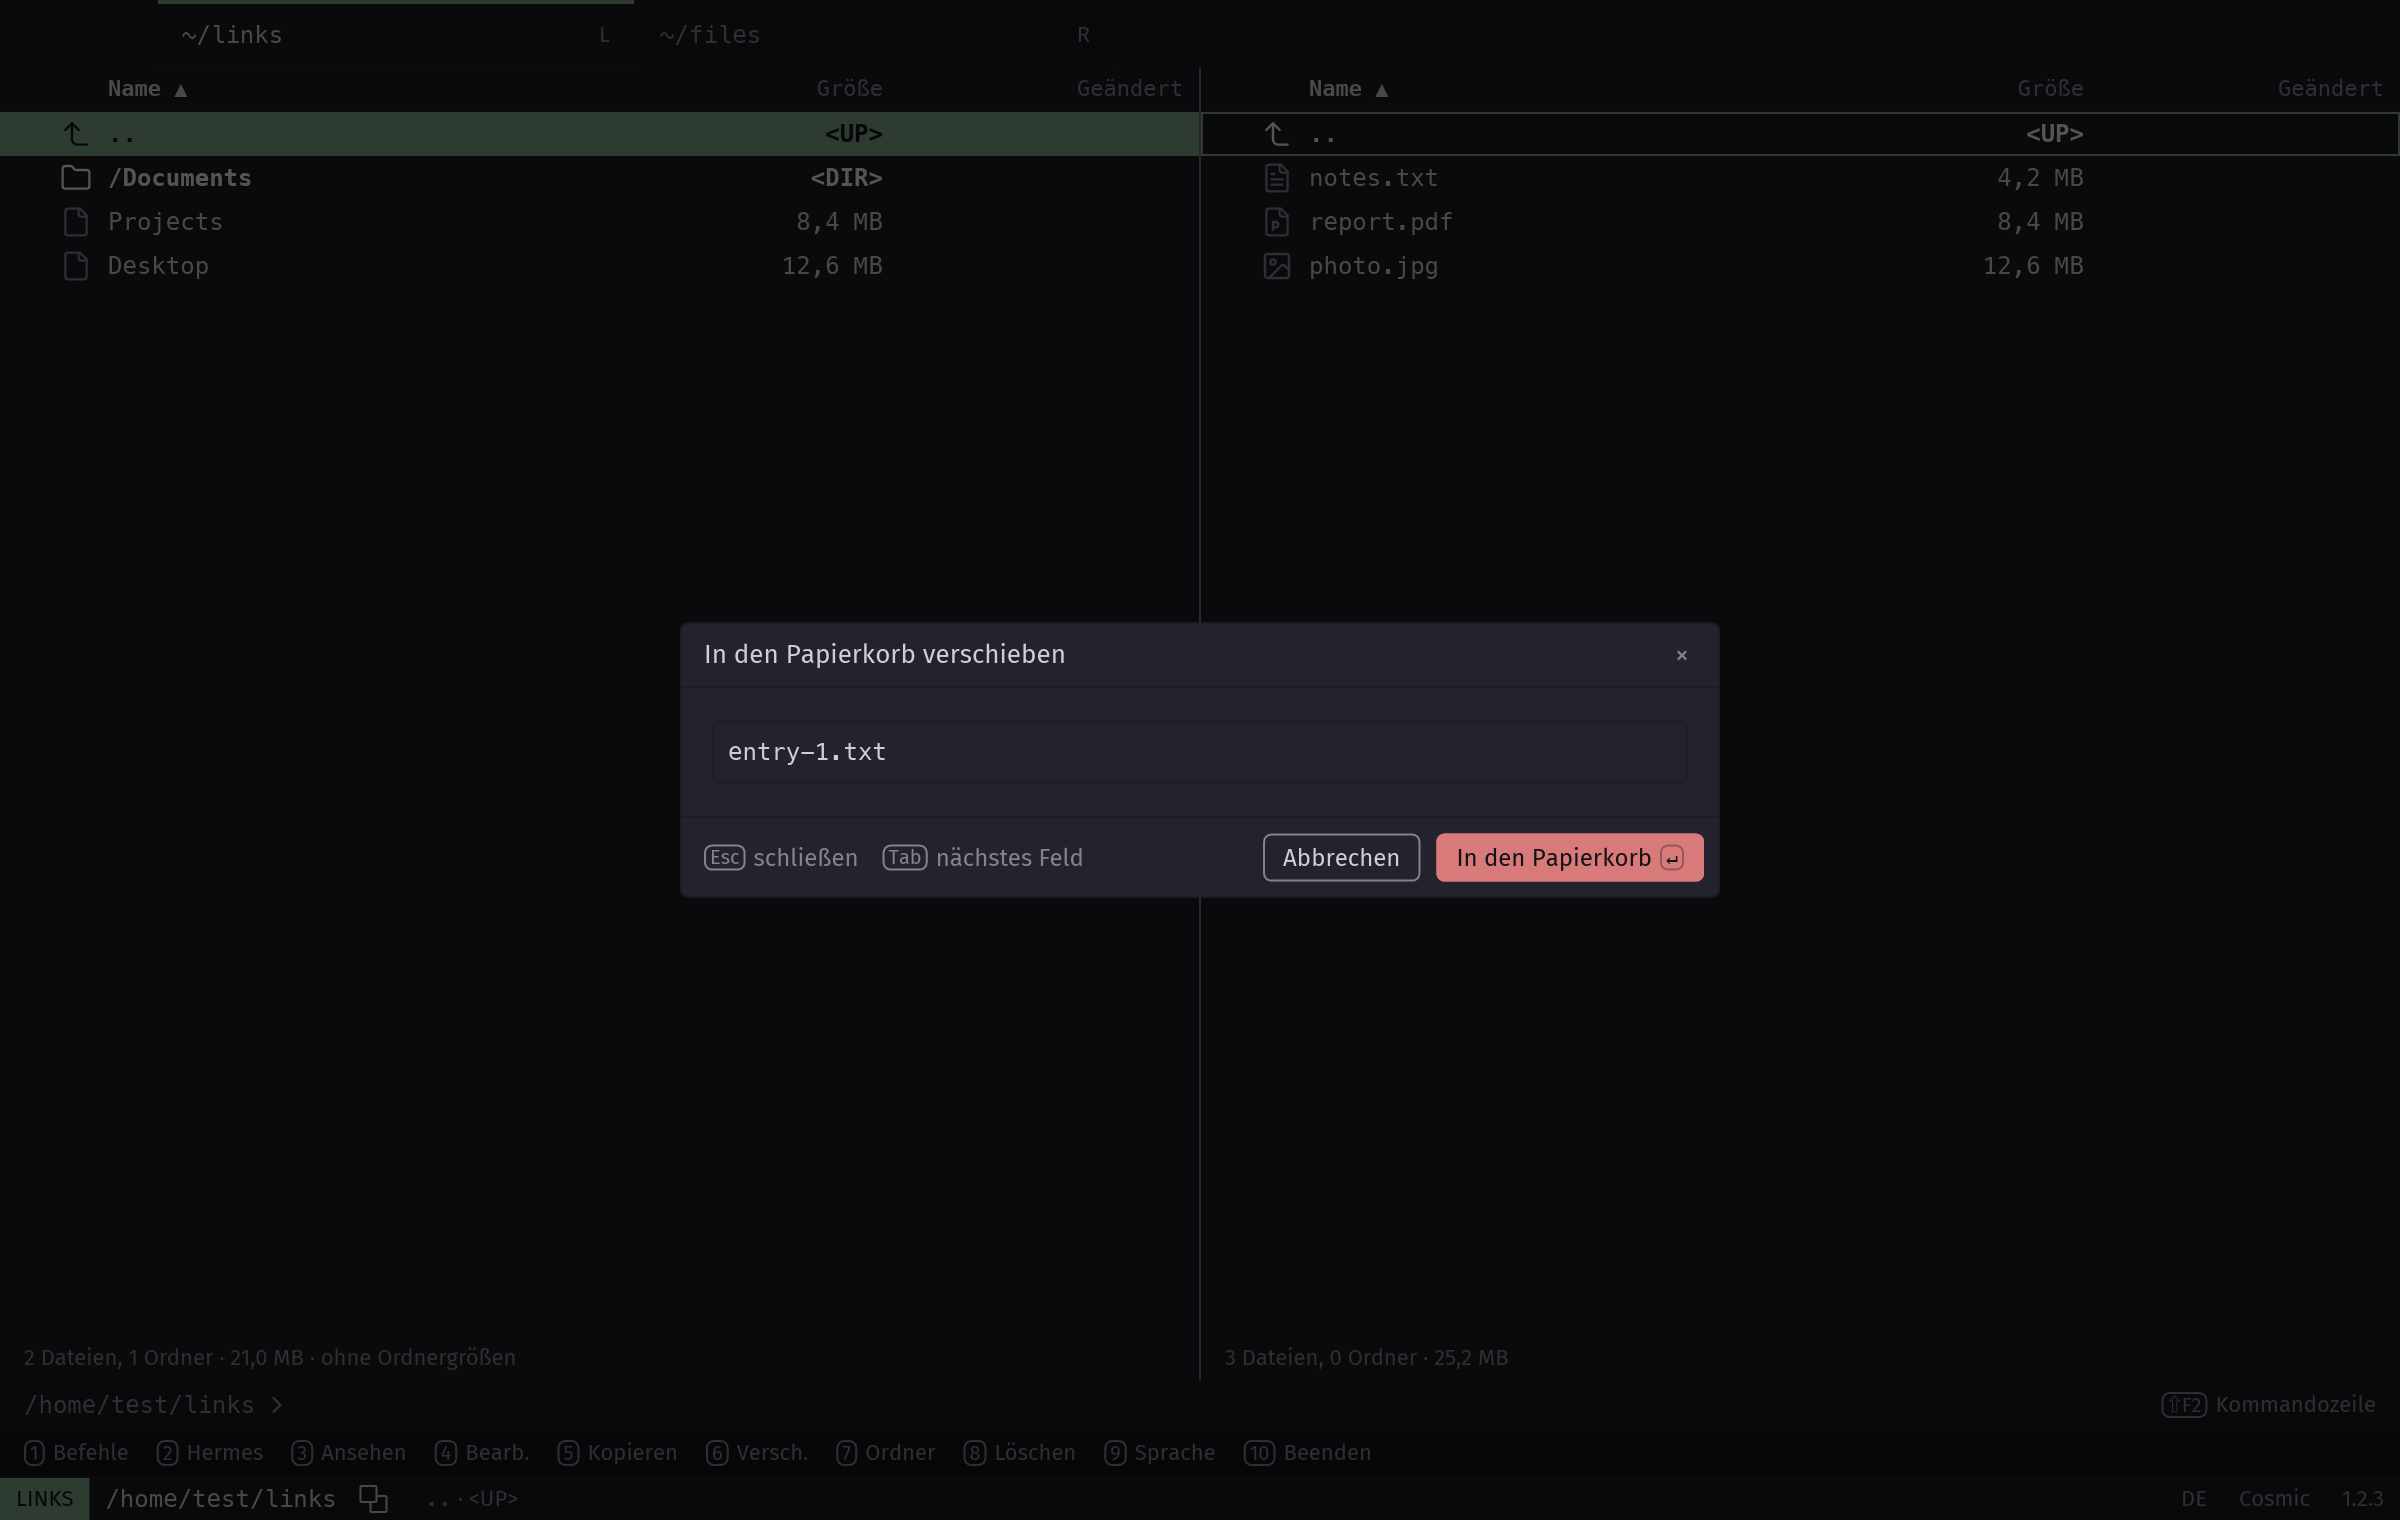 ~/links L ~/files R
Name ▲ Größe Geändert Name ▲ Größe Geändert
.. <UP> .. <UP>
/Documents <DIR> notes.txt 4,2 MB
Projects 8,4 MB report.pdf 8,4 MB
Desktop 12,6 MB photo.jpg 12,6 MB
In den Papierkorb verschieben ×
entry-1.txt
Esc schließen Tab nächstes Feld Abbrechen In den Papierkorb ↵
2 Dateien, 1 Ordner · 21,0 MB · ohne Ordnergrößen 3 Dateien, 0 Ordner · 25,2 MB
/home/test/links > ⇧F2 Kommandozeile
1 Befehle 2 Hermes 3 Ansehen 4 Bearb. 5 Kopieren 6 Versch. 7 Ordner 8 Löschen 9 Sprache 10 Beenden
LINKS /home/test/links .. · <UP> DE Cosmic 1.2.3